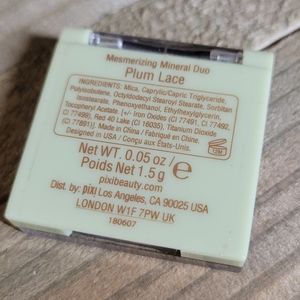 Mesmerizing Mineral Duo
Plum Lace
INGREDIENTS: Mica, Caprylic/Capric Triglyceride,
Polyisobutene, Octyldodecyl Stearoyl Stearate, Sorbitan
Isostearate, Phenoxyethanol, Ethylhexylglycerin,
Tocopheryl Acetate. [+/- Iron Oxides (CI 77491, CI 77492,
CI 77499), Red 40 Lake (CI 16035), Titanium Dioxide
(CI 77891)] Made in China / Fabriqué en Chine.
Designed in USA / Conçu aux États-Unis.
Net WT. 0.05 oz / e
Poids Net 1.5 g
pixibeauty.com
Dist. by: pixi Los Angeles, CA 90025 USA
LONDON W1F 7PW UK
180607